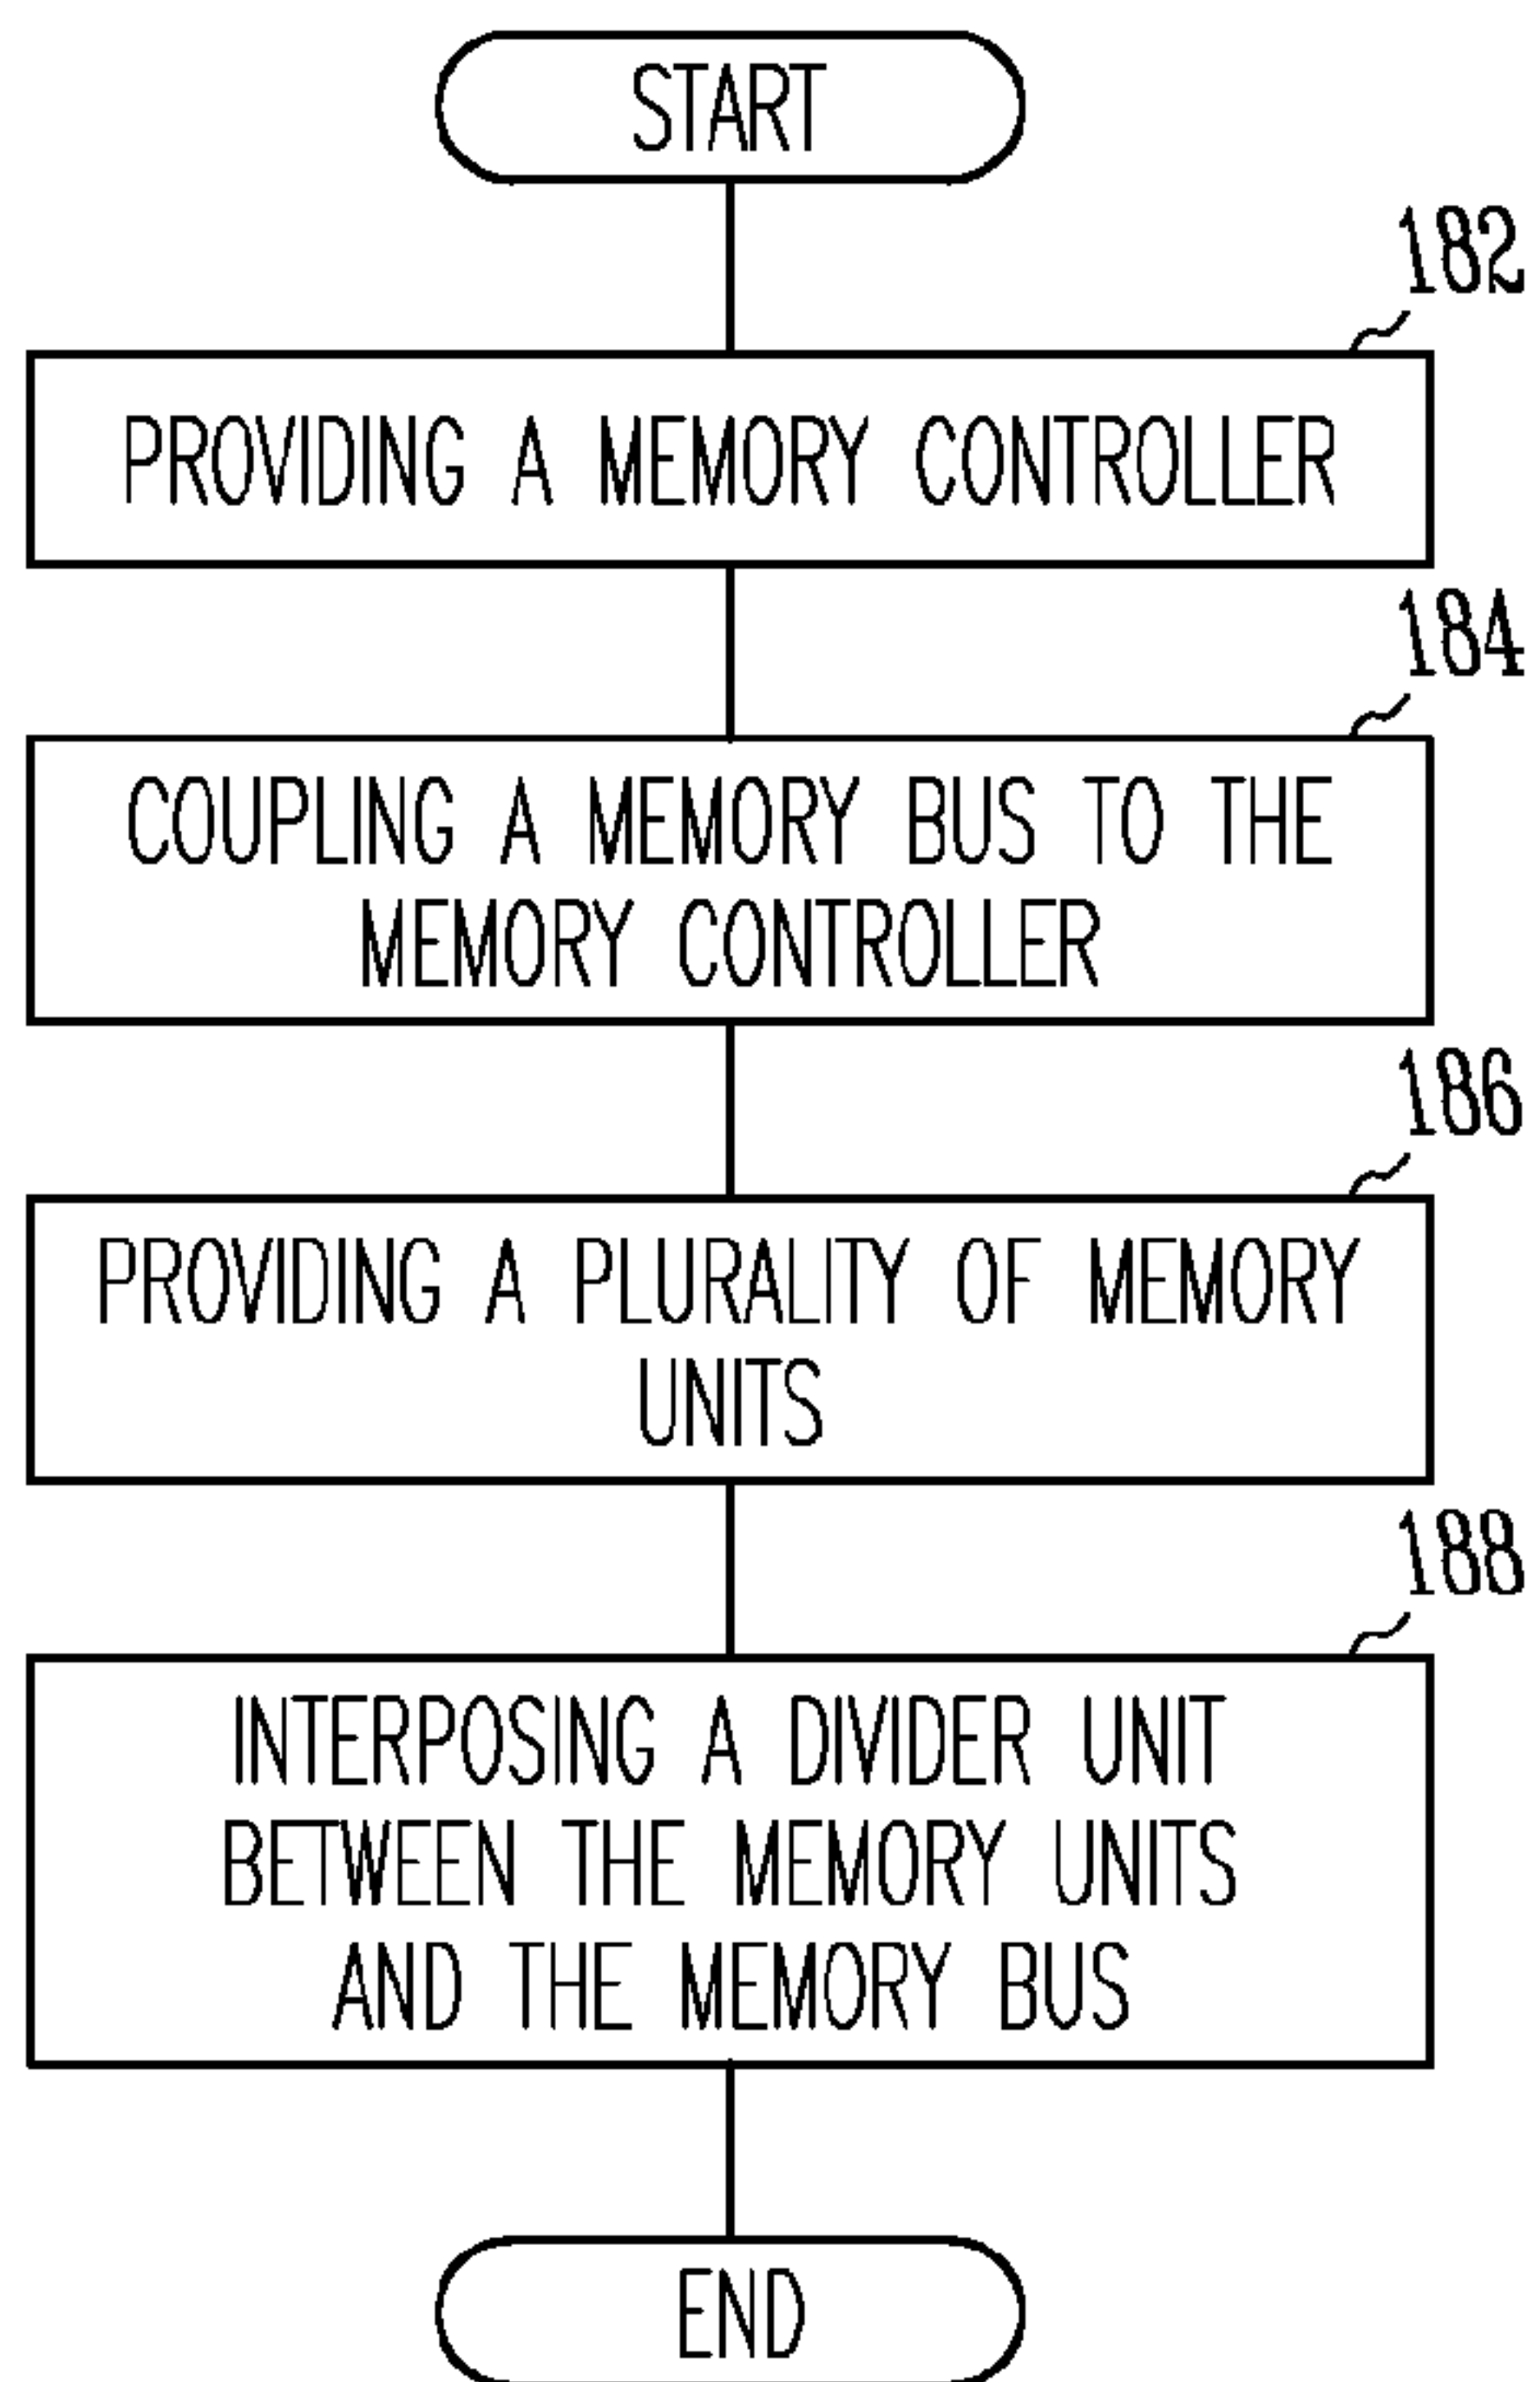 START
182
PROVIDING A MEMORY CONTROLLER
184
COUPLING A MEMORY BUS TO THE
MEMORY CONTROLLER
186
PROVIDING A PLURALITY OF MEMORY
UNITS
188
INTERPOSING A DIVIDER UNIT
BETWEEN THE MEMORY UNITS
AND THE MEMORY BUS
END